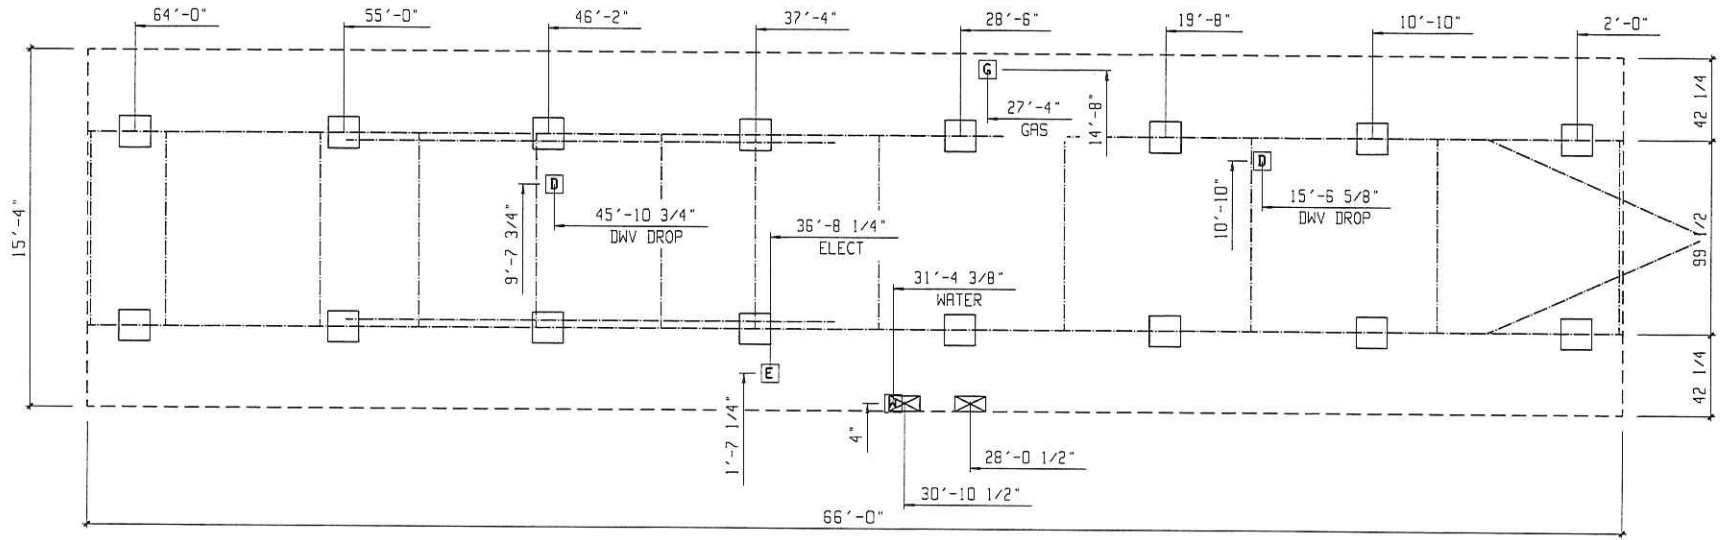 64'-0"
55'-0"
46'-2"
37'-4"
28'-6"
19'-8"
10'-10"
2'-0"
G
27'-4"
GAS
14'-8"
42 1/4
D
9'-7 3/4"
45'-10 3/4"
DWV DROP
D
10'-10"
15'-6 5/8"
DWV DROP
15'-4"
36'-8 1/4"
ELECT
99 1/2
31'-4 3/8"
WATER
E
1'-7 1/4"
W
4"
42 1/4
28'-0 1/2"
30'-10 1/2"
66'-0"